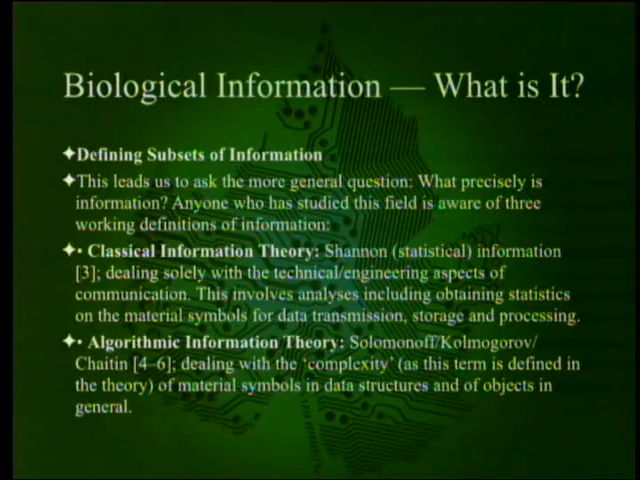 Biological Information — What is It?
✦Defining Subsets of Information
✦This leads us to ask the more general question: What precisely is
information? Anyone who has studied this field is aware of three
working definitions of information:
✦• Classical Information Theory: Shannon (statistical) information
[3]; dealing solely with the technical/engineering aspects of
communication. This involves analyses including obtaining statistics
on the material symbols for data transmission, storage and processing.
✦• Algorithmic Information Theory: Solomonoff/Kolmogorov/
Chaitin [4–6]; dealing with the ‘complexity’ (as this term is defined in
the theory) of material symbols in data structures and of objects in
general.